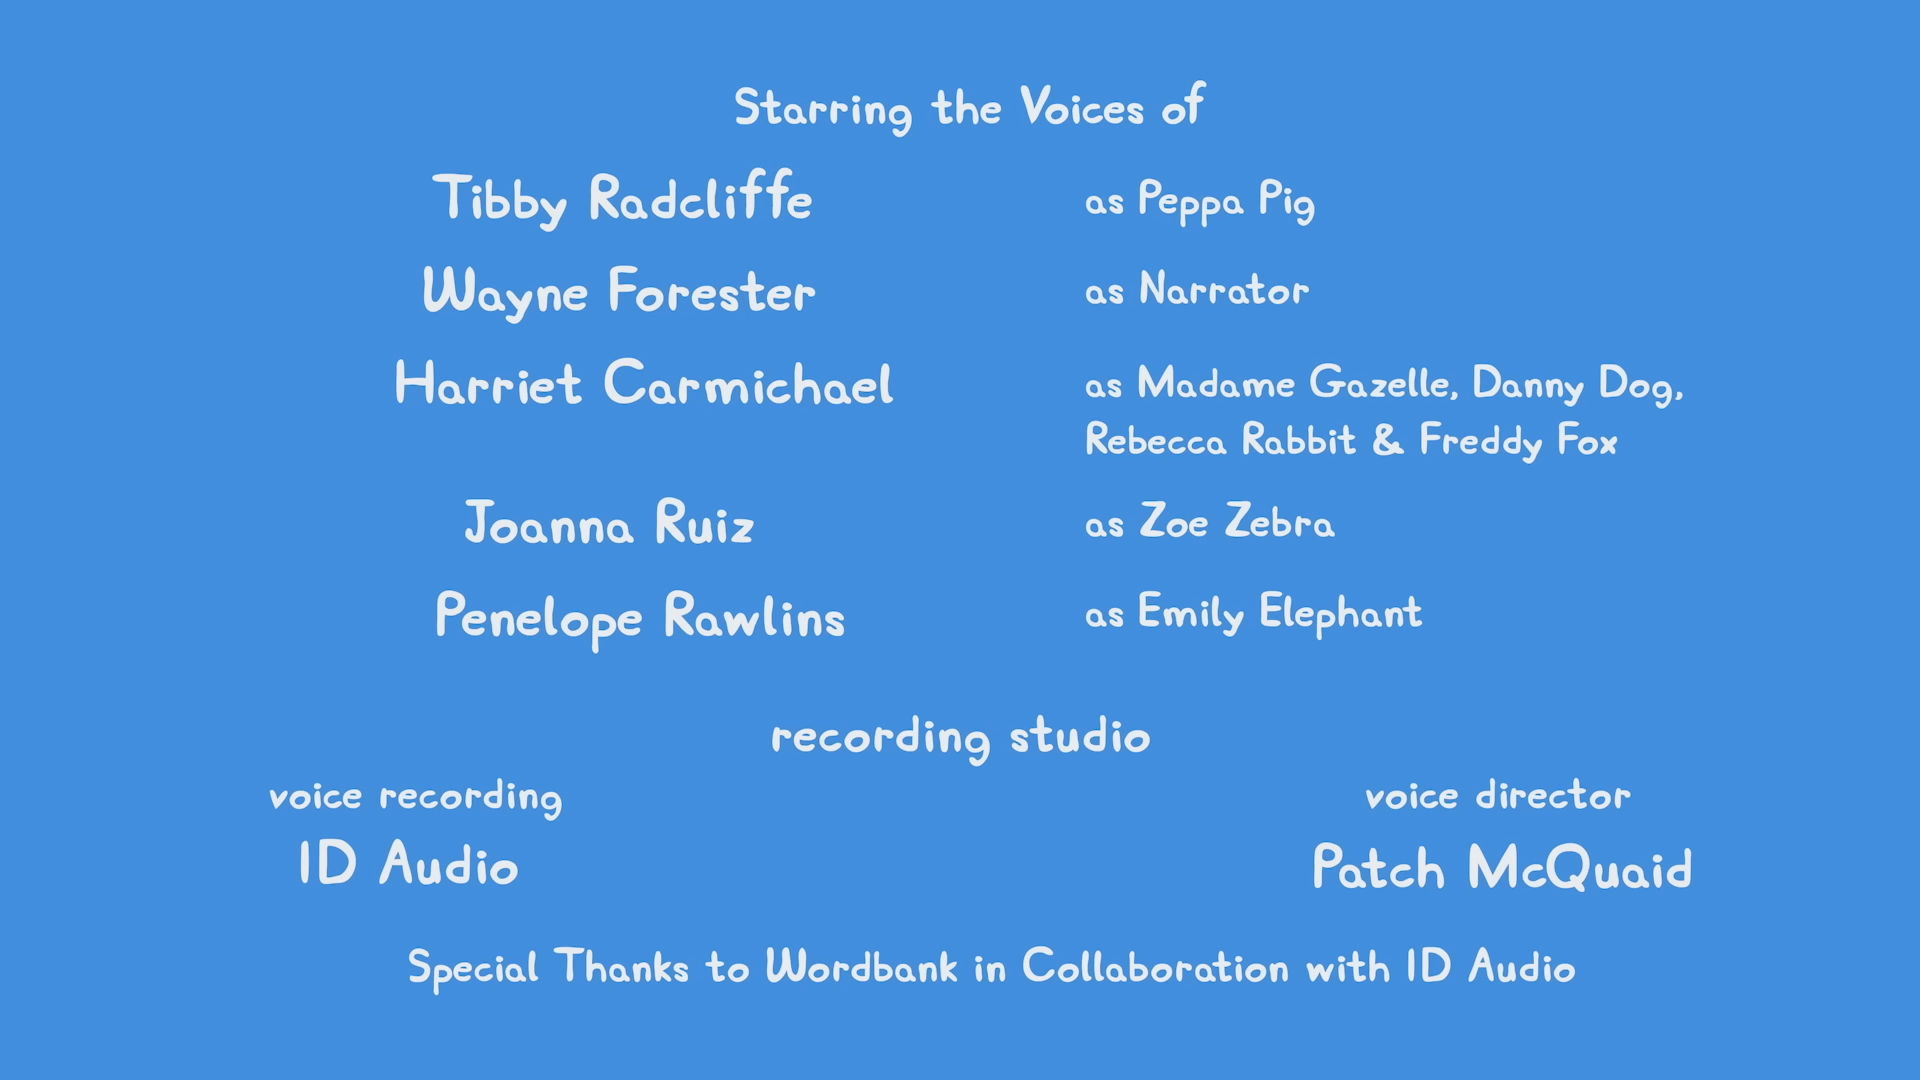 Starring the Voices of
Tibby Radcliffe as Peppa Pig
Wayne Forester as Narrator
Harriet Carmichael as Madame Gazelle, Danny Dog,
Rebecca Rabbit & Freddy Fox
Joanna Ruiz as Zoe Zebra
Penelope Rawlins as Emily Elephant
recording studio
voice recording voice director
ID Audio Patch McQuaid
Special Thanks to Wordbank in Collaboration with ID Audio